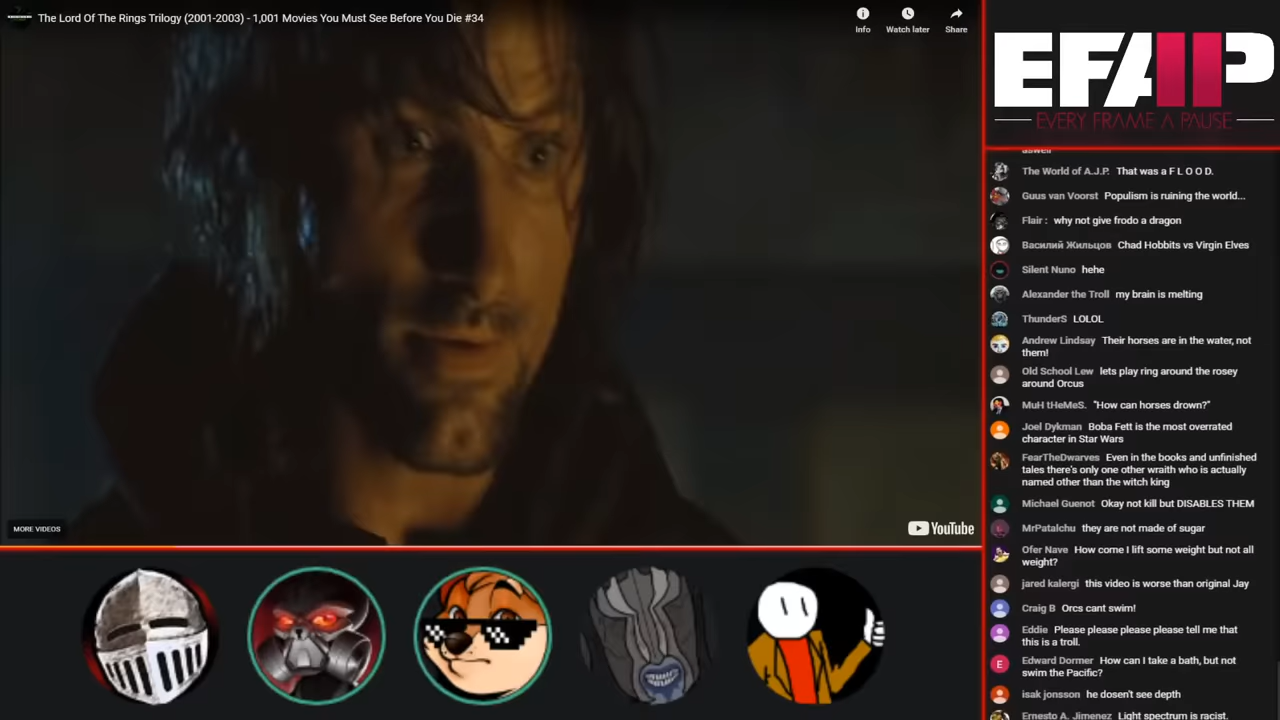 The Lord Of The Rings Trilogy (2001-2003) - 1,001 Movies You Must See Before You Die #34
Info
Watch later
Share
MORE VIDEOS
YouTube
EFAP
EVERY FRAME A PAUSE
aswell
The World of A.J.P. That was a F L O O D.
Guus van Voorst Populism is ruining the world...
Flair : why not give frodo a dragon
Василий Жильцов Chad Hobbits vs Virgin Elves
Silent Nuno hehe
Alexander the Troll my brain is melting
ThunderS LOLOL
Andrew Lindsay Their horses are in the water, not
them!
Old School Lew lets play ring around the rosey
around Orcus
MuH tHeMeS. "How can horses drown?"
Joel Dykman Boba Fett is the most overrated
character in Star Wars
FearTheDwarves Even in the books and unfinished
tales there's only one other wraith who is actually
named other than the witch king
Michael Guenot Okay not kill but DISABLES THEM
MrPatalchu they are not made of sugar
Ofer Nave How come I lift some weight but not all
weight?
jared kalergi this video is worse than original Jay
Craig B Orcs cant swim!
Eddie Please please please please tell me that
this is a troll.
E
Edward Dormer How can I take a bath, but not
swim the Pacific?
isak jonsson he dosen't see depth
Ernesto A. Jimenez Light spectrum is racist.